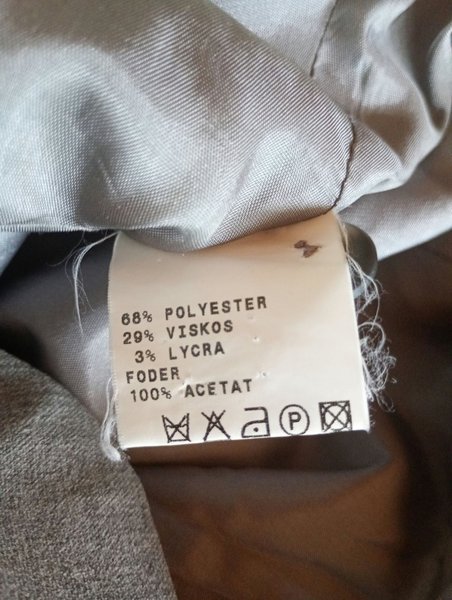 68% POLYESTER
29% VISKOS
3% LYCRA
FODER
100% ACETAT
P